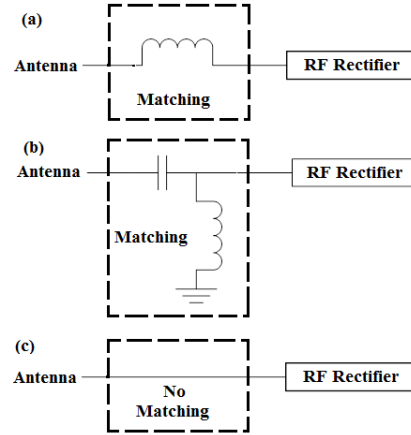 (a)
Antenna
RF Rectifier
Matching
(b)
Antenna
RF Rectifier
Matching
(c)
Antenna
RF Rectifier
No
Matching